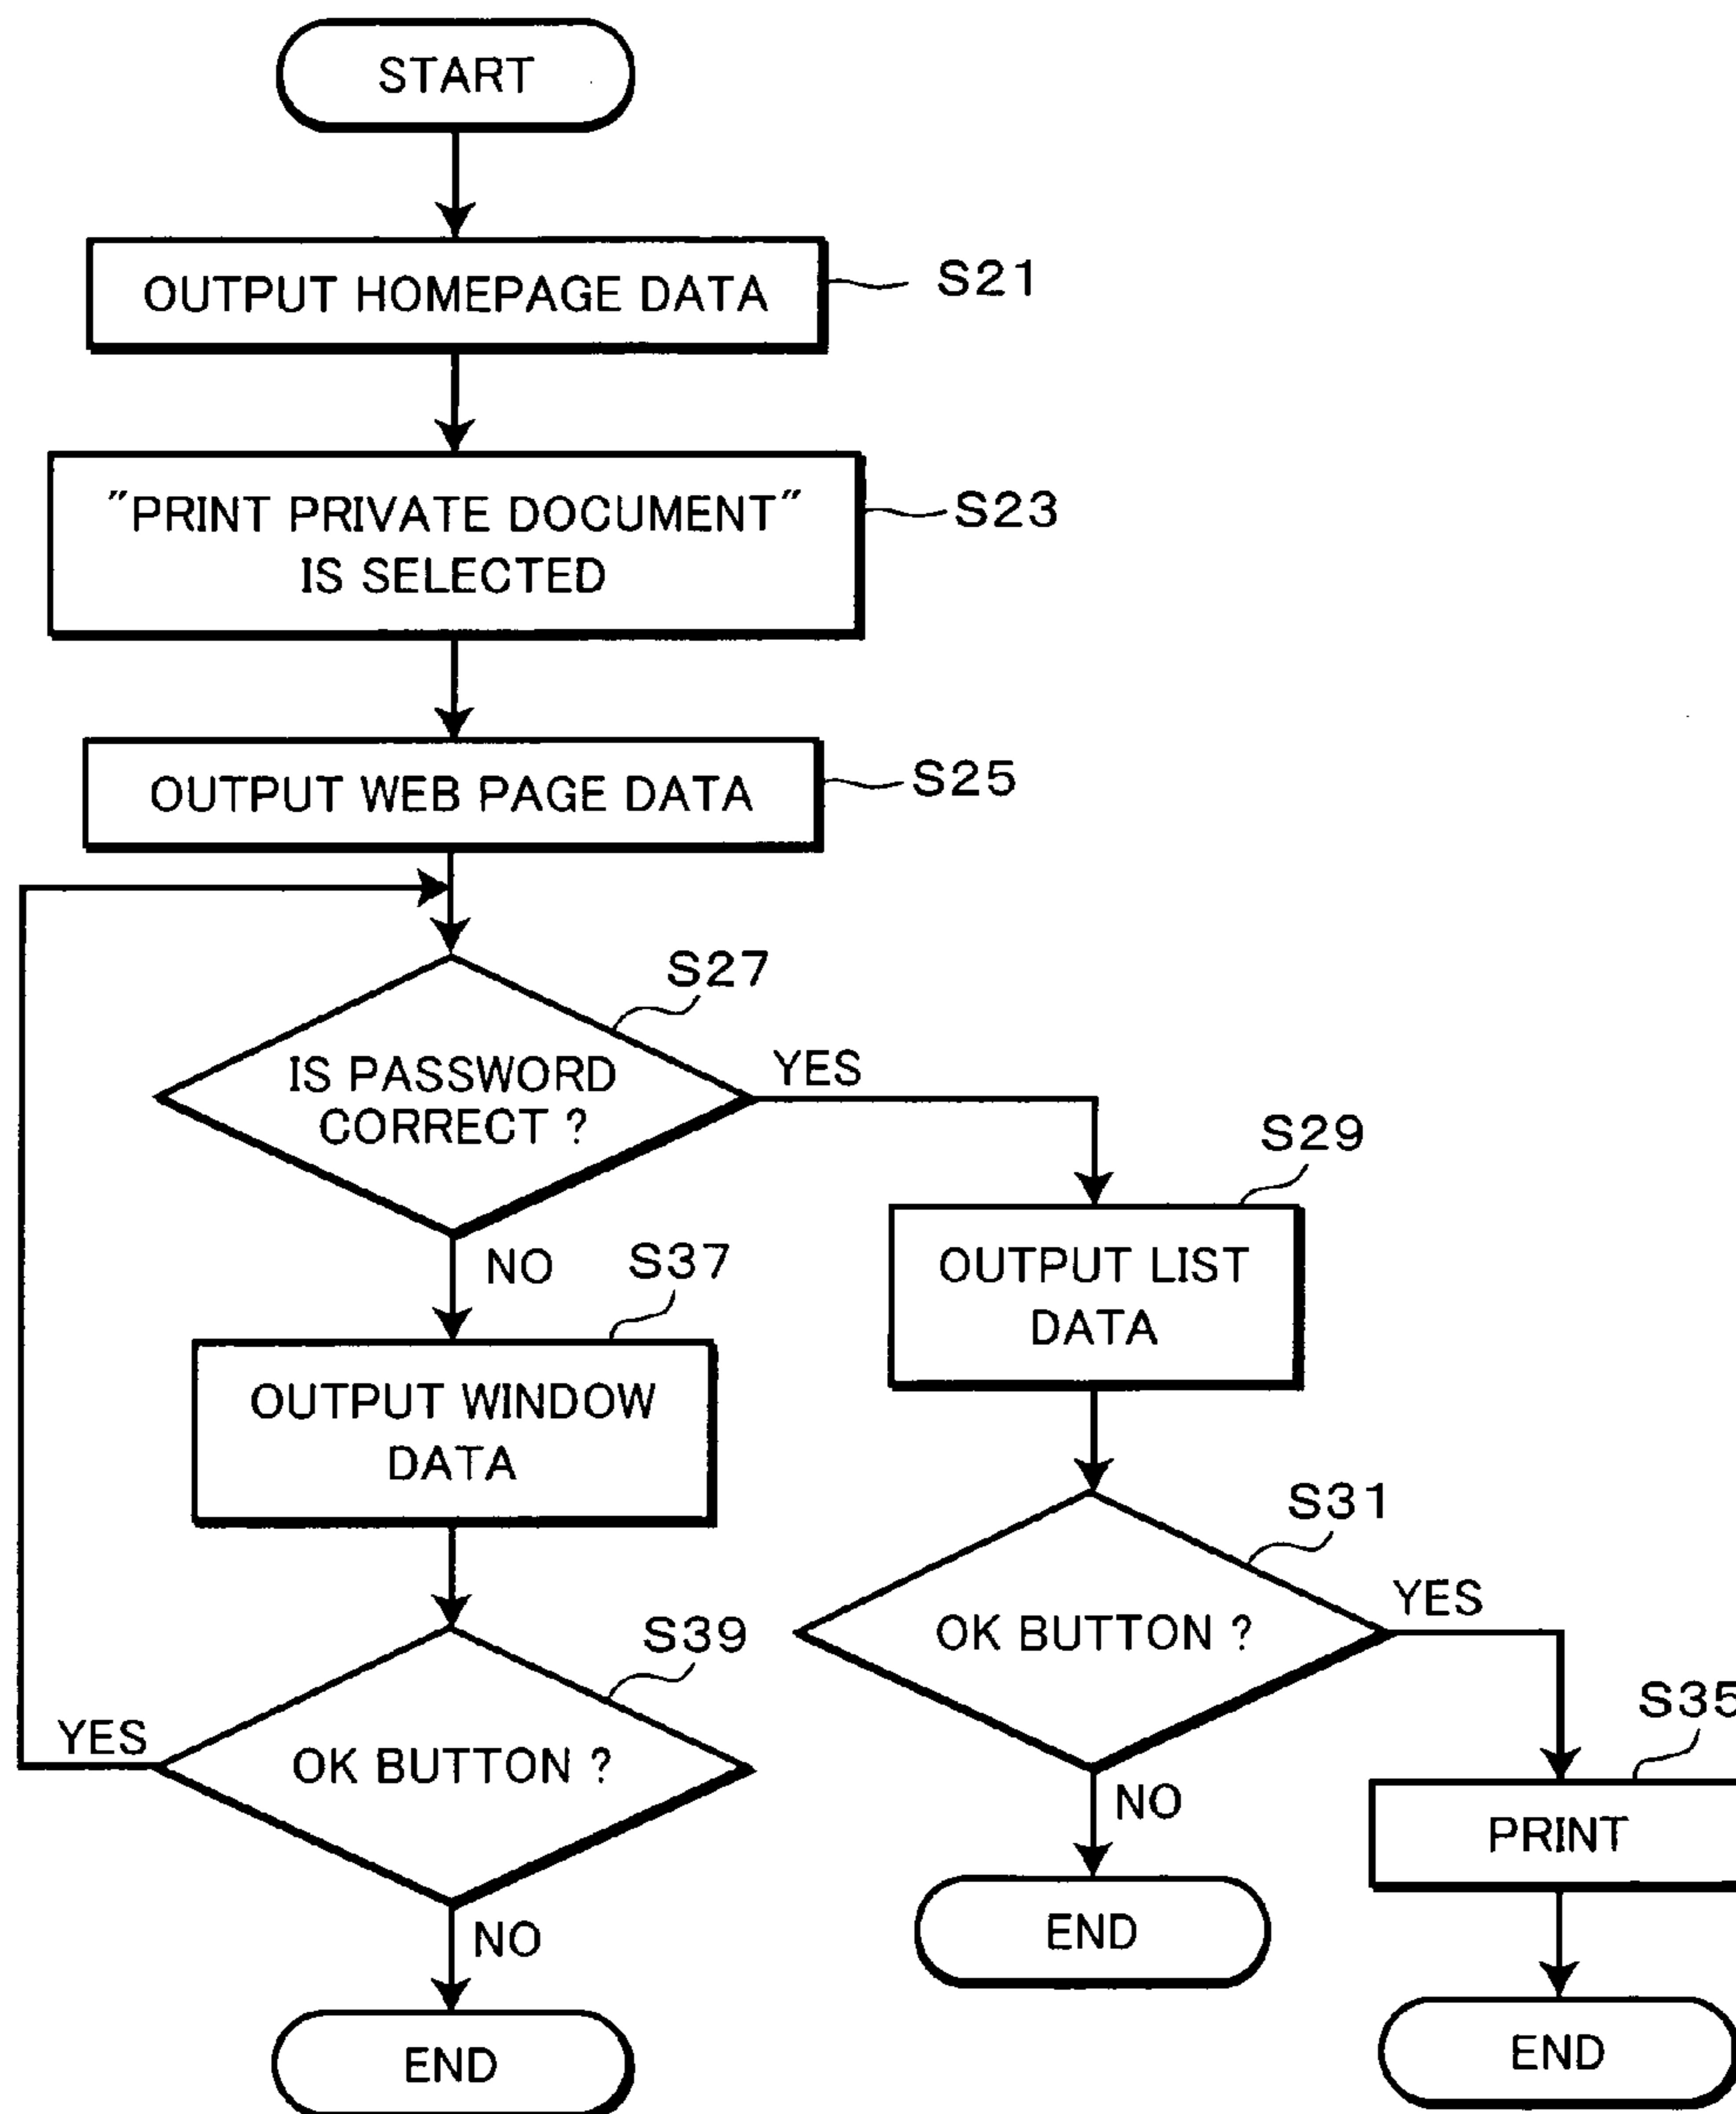 START
OUTPUT HOMEPAGE DATA
S21
"PRINT PRIVATE DOCUMENT"
IS SELECTED
S23
OUTPUT WEB PAGE DATA
S25
S27
IS PASSWORD
CORRECT ?
YES
NO
S29
OUTPUT LIST
DATA
S37
OUTPUT WINDOW
DATA
S31
OK BUTTON ?
YES
NO
S39
OK BUTTON ?
YES
NO
S35
PRINT
END
END
END